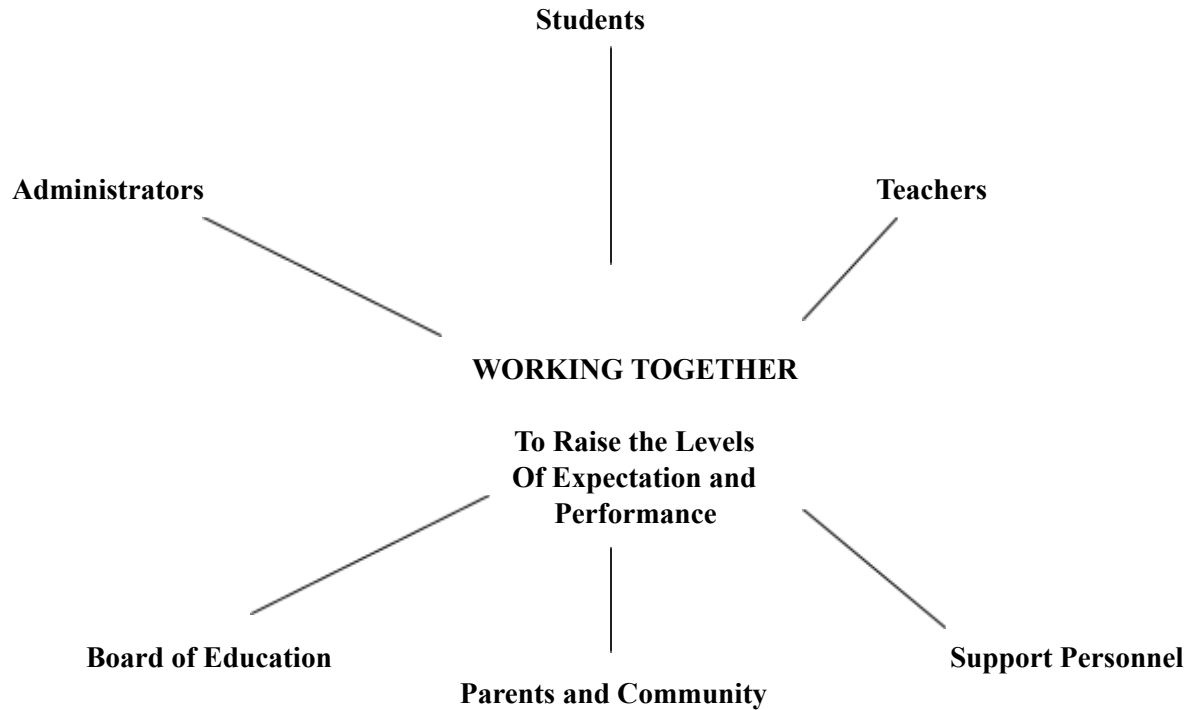 Students
Administrators
Teachers
WORKING TOGETHER
To Raise the Levels
Of Expectation and
Performance
Board of Education
Support Personnel
Parents and Community